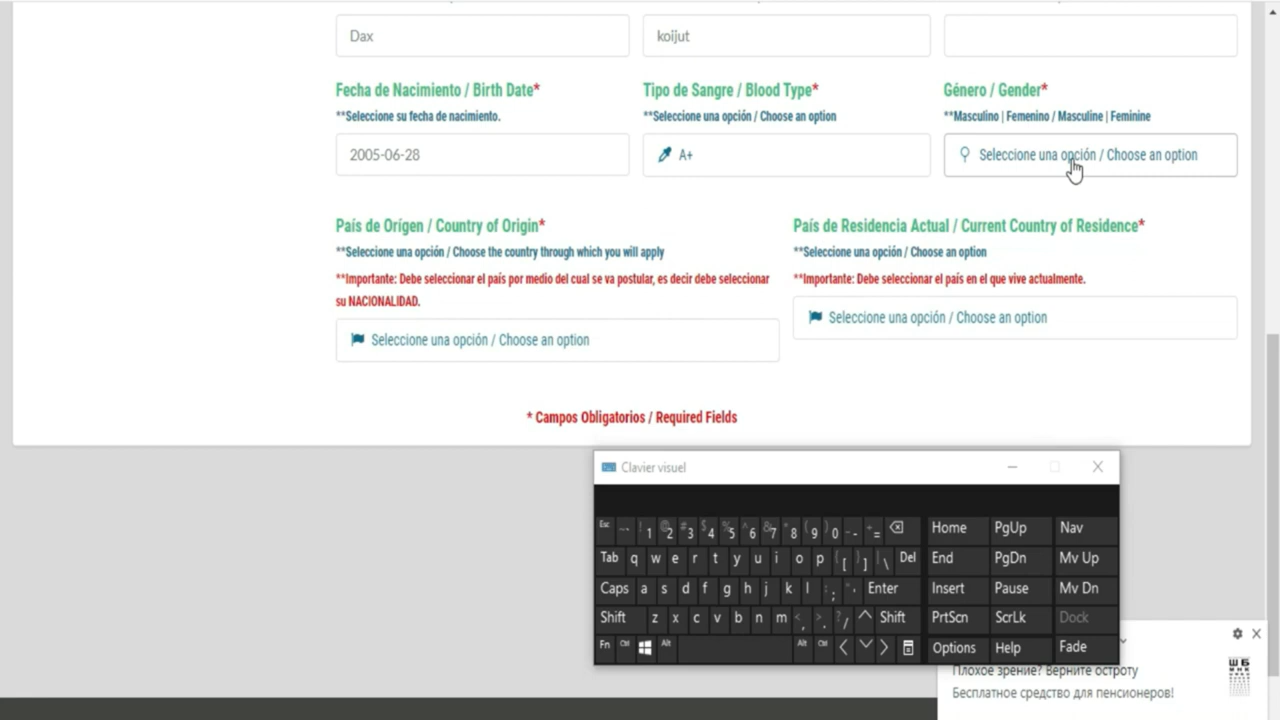 Dax
koijut
Fecha de Nacimiento / Birth Date*
Tipo de Sangre / Blood Type*
Género / Gender*
**Seleccione su fecha de nacimiento.
**Seleccione una opción / Choose an option
**Masculino | Femenino / Masculine | Feminine
2005-06-28
A+
Seleccione una opción / Choose an option
País de Orígen / Country of Origin*
País de Residencia Actual / Current Country of Residence*
**Seleccione una opción / Choose the country through which you will apply
**Seleccione una opción / Choose an option
**Importante: Debe seleccionar el país por medio del cual se va postular, es decir debe seleccionar
su NACIONALIDAD.
**Importante: Debe seleccionar el país en el que vive actualmente.
Seleccione una opción / Choose an option
Seleccione una opción / Choose an option
* Campos Obligatorios / Required Fields
Clavier visuel
Esc 1 2 3 4 5 6 7 8 9 0 - = Home PgUp Nav
Tab q w e r t y u i o p [ ] \ Del End PgDn Mv Up
Caps a s d f g h j k l ; ' Enter Insert Pause Mv Dn
Shift z x c v b n m , . / Shift PrtScn ScrLk Dock
Fn Ctrl Alt Alt Ctrl Options Help Fade
Плохое зрение? Верните остроту
Бесплатное средство для пенсионеров!